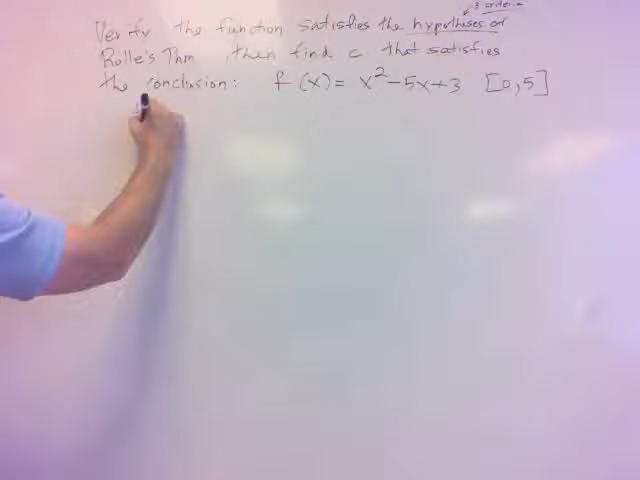 3 criteria
Verify the function satisfies the hypotheses of
Rolle's Thm, then find c that satisfies
the conclusion: f(x) = x² - 5x + 3 [0,5]